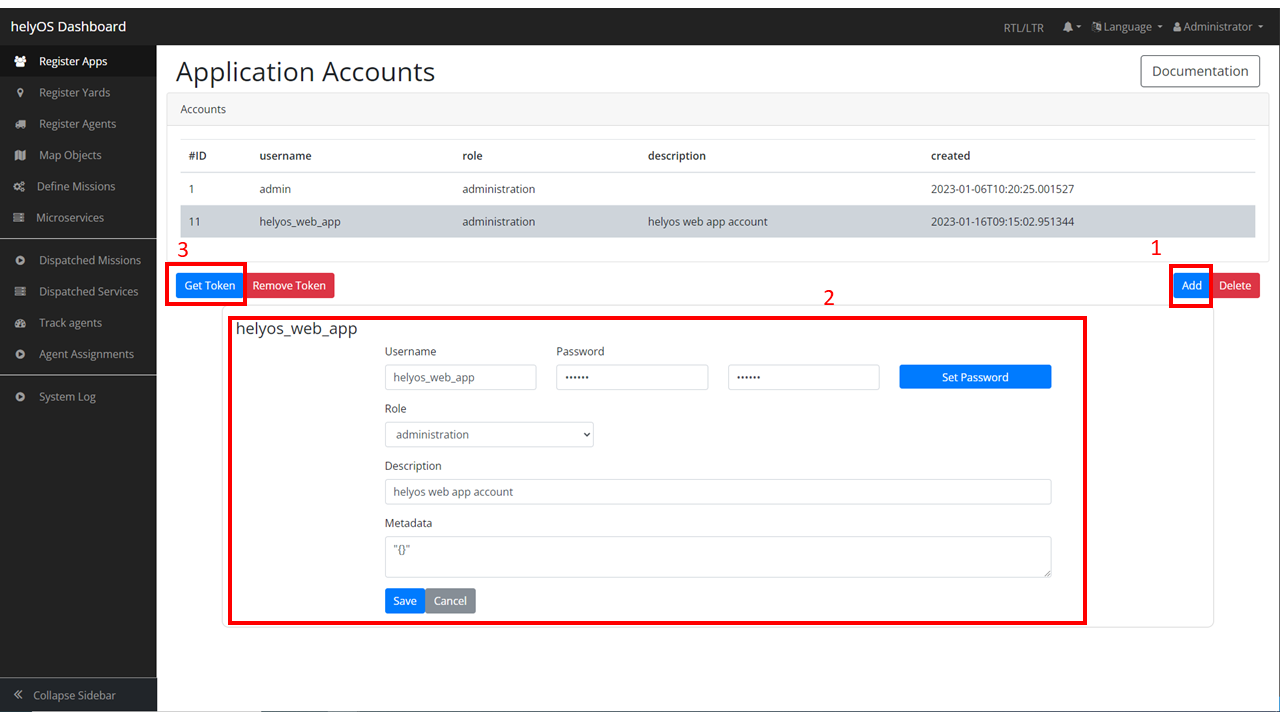 helyOS Dashboard
RTL/LTR
Language
Administrator
Register Apps
Register Yards
Register Agents
Map Objects
Define Missions
Microservices
Dispatched Missions
Dispatched Services
Track agents
Agent Assignments
System Log
Collapse Sidebar
Application Accounts
Documentation
Accounts
#ID username role description created
1 admin administration 2023-01-06T10:20:25.001527
11 helyos_web_app administration helyos web app account 2023-01-16T09:15:02.951344
3
1
Get Token Remove Token
Add Delete
2
helyos_web_app
Username Password
helyos_web_app •••••• •••••• Set Password
Role
administration
Description
helyos web app account
Metadata
"{}"
Save Cancel